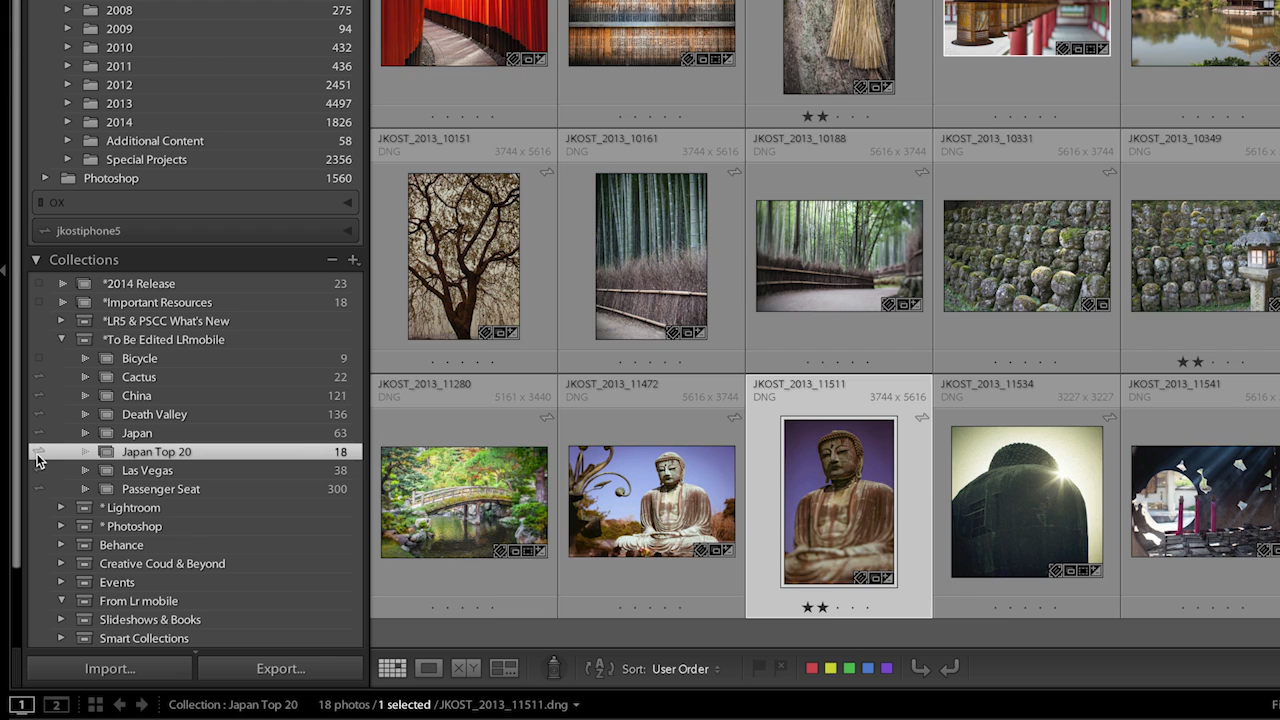 2008 275
2009 94
2010 432
2011 436
2012 2451
2013 4497
2014 1826
Additional Content 58
Special Projects 2356
Photoshop 1560
OX
jkostiphone5
Collections
*2014 Release 23
*Important Resources 18
*LR5 & PSCC What's New
*To Be Edited LRmobile
Bicycle 9
Cactus 22
China 121
Death Valley 136
Japan 63
Japan Top 20 18
Las Vegas 38
Passenger Seat 300
* Lightroom
* Photoshop
Behance
Creative Coud & Beyond
Events
From Lr mobile
Slideshows & Books
Smart Collections
Import... Export...
JKOST_2013_10151 JKOST_2013_10161 JKOST_2013_10188 JKOST_2013_10331 JKOST_2013_10349
DNG 3744 x 5616 DNG 3744 x 5616 DNG 5616 x 3744 DNG 5616 x 3744 DNG 5616 x
JKOST_2013_11280 JKOST_2013_11472 JKOST_2013_11511 JKOST_2013_11534 JKOST_2013_11541
DNG 5161 x 3440 DNG 5616 x 3744 DNG 3744 x 5616 DNG 3227 x 3227 DNG 5616 x
X Y A Z Sort: User Order
1 2 Collection : Japan Top 20 18 photos / 1 selected / JKOST_2013_11511.dng F